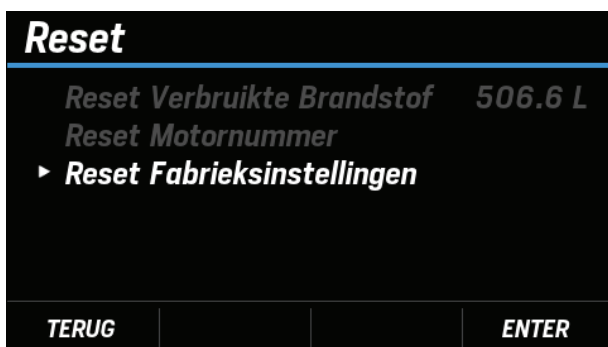 Reset
Reset Verbruikte Brandstof 506.6 L
Reset Motornummer
Reset Fabrieksinstellingen
TERUG ENTER